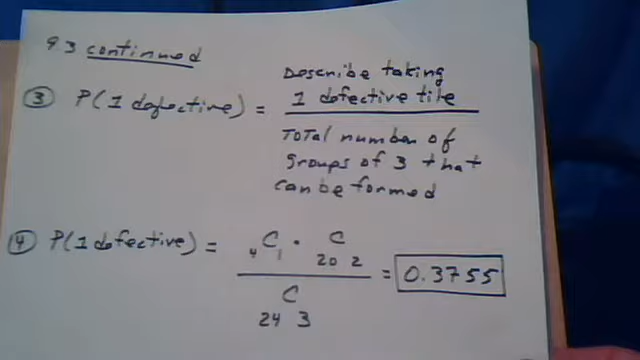 9.3 continued
③ P(1 defective) = Describe taking
1 defective tile
Total number of
groups of 3 that
can be formed
④ P(1 defective) = 4C1 · 20C2
= 0.3755
24C3